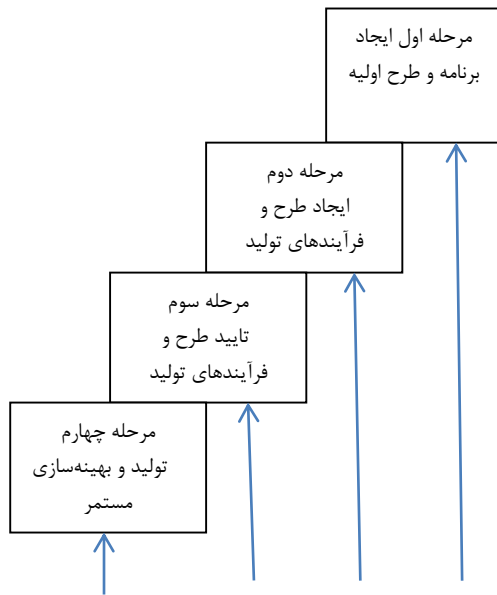 مرحله اول ایجاد
برنامه و طرح اولیه
مرحله دوم
ایجاد طرح و
فرآیندهای تولید
مرحله سوم
تایید طرح و
فرآیندهای تولید
مرحله چهارم
تولید و بهینه‌سازی
مستمر